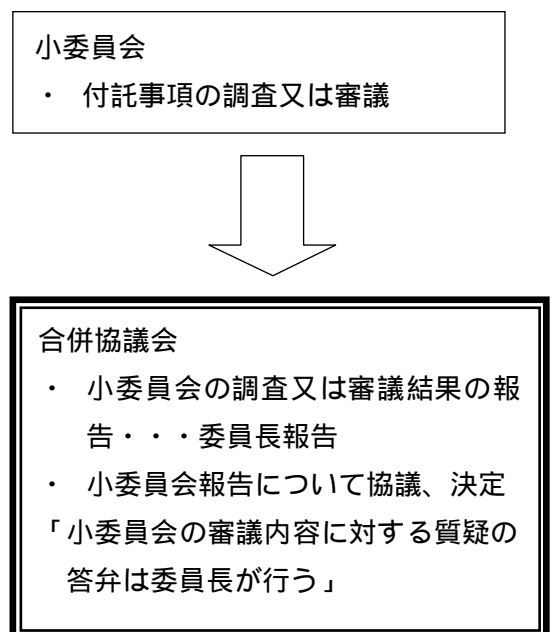 小委員会
・ 付託事項の調査又は審議
合併協議会
・ 小委員会の調査又は審議結果の報
告・・・委員長報告
・ 小委員会報告について協議、決定
「小委員会の審議内容に対する質疑の
答弁は委員長が行う」